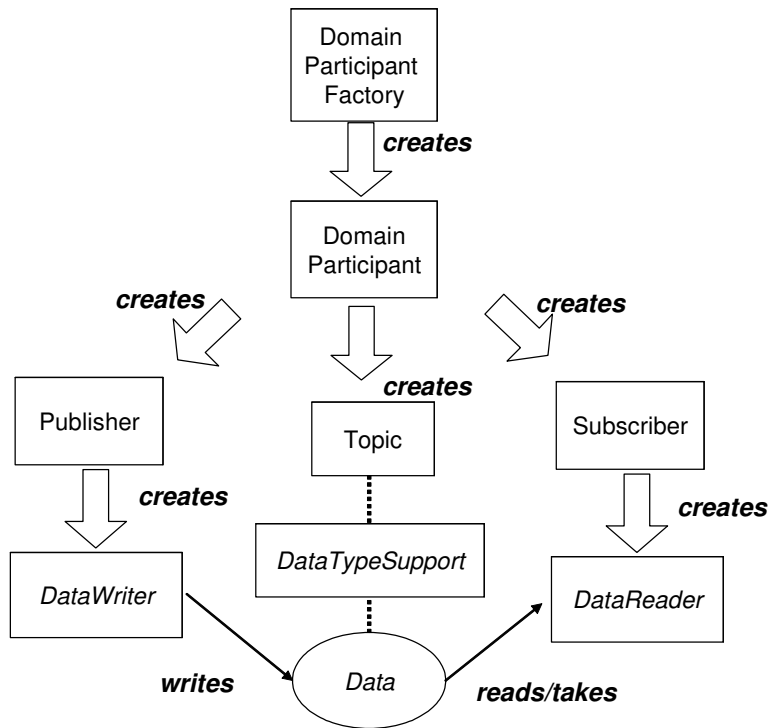 Domain
Participant
Factory
creates
Domain
Participant
creates
creates
creates
Publisher
Topic
Subscriber
creates
creates
DataTypeSupport
DataWriter
DataReader
writes
Data
reads/takes